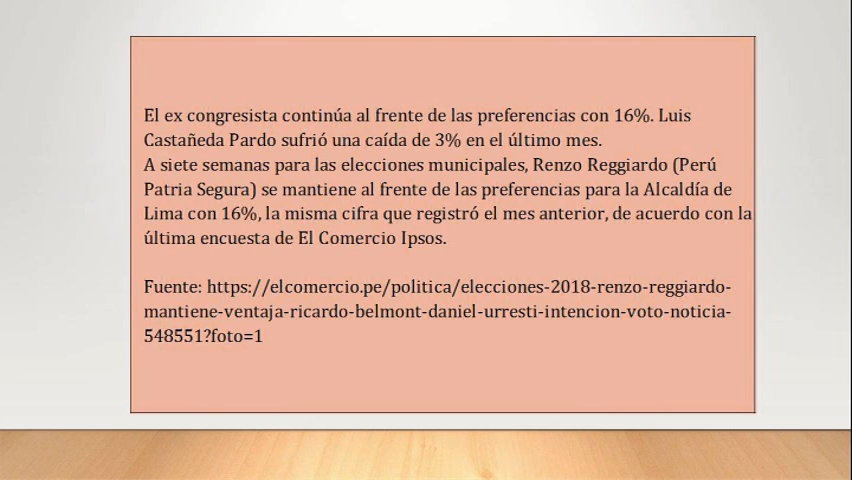 El ex congresista continúa al frente de las preferencias con 16%. Luis
Castañeda Pardo sufrió una caída de 3% en el último mes.
A siete semanas para las elecciones municipales, Renzo Reggiardo (Perú
Patria Segura) se mantiene al frente de las preferencias para la Alcaldía de
Lima con 16%, la misma cifra que registró el mes anterior, de acuerdo con la
última encuesta de El Comercio Ipsos.
Fuente: https://elcomercio.pe/politica/elecciones-2018-renzo-reggiardo-
mantiene-ventaja-ricardo-belmont-daniel-urresti-intencion-voto-noticia-
548551?foto=1